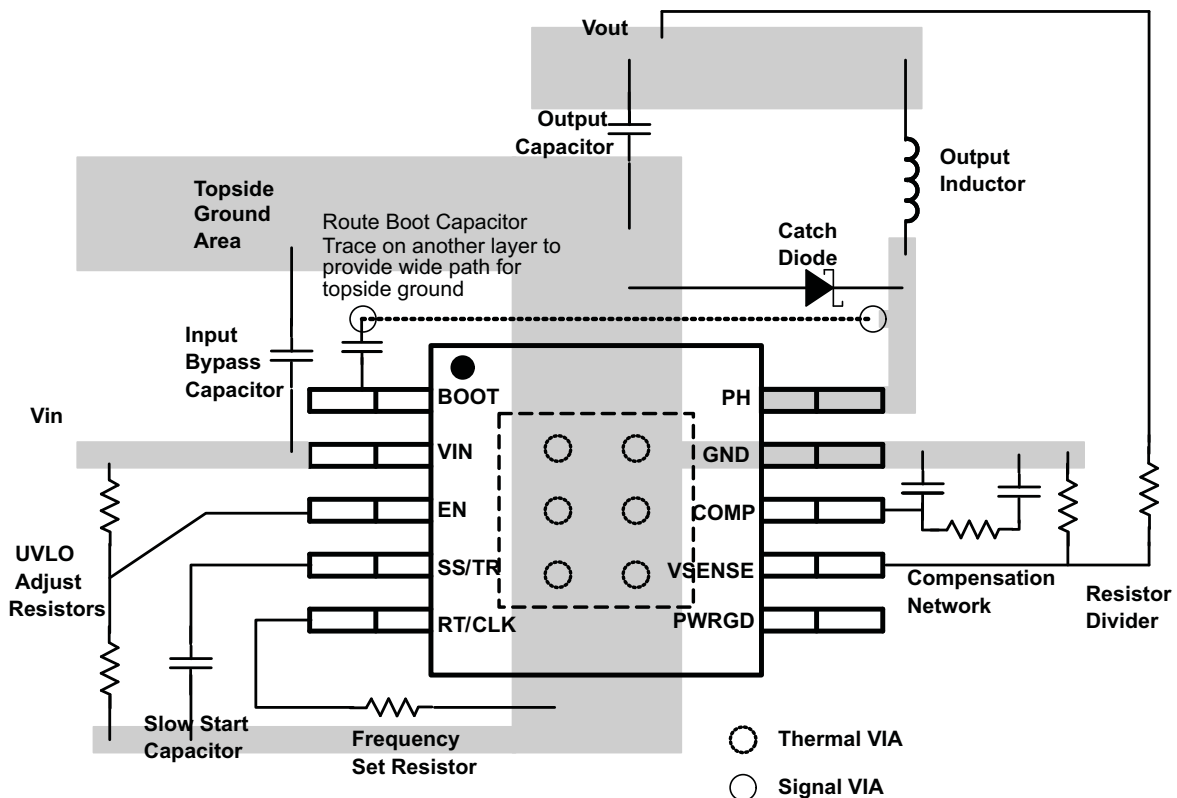 Vout
Output
Capacitor
Output
Inductor
Topside
Ground
Area
Route Boot Capacitor
Trace on another layer to
provide wide path for
topside ground
Catch
Diode
Input
Bypass
Capacitor
BOOT
PH
Vin
VIN
GND
EN
COMP
UVLO
Adjust
Resistors
SS/TR
VSENSE
Compensation
Network
Resistor
Divider
RT/CLK
PWRGD
Slow Start
Capacitor
Frequency
Set Resistor
Thermal VIA
Signal VIA